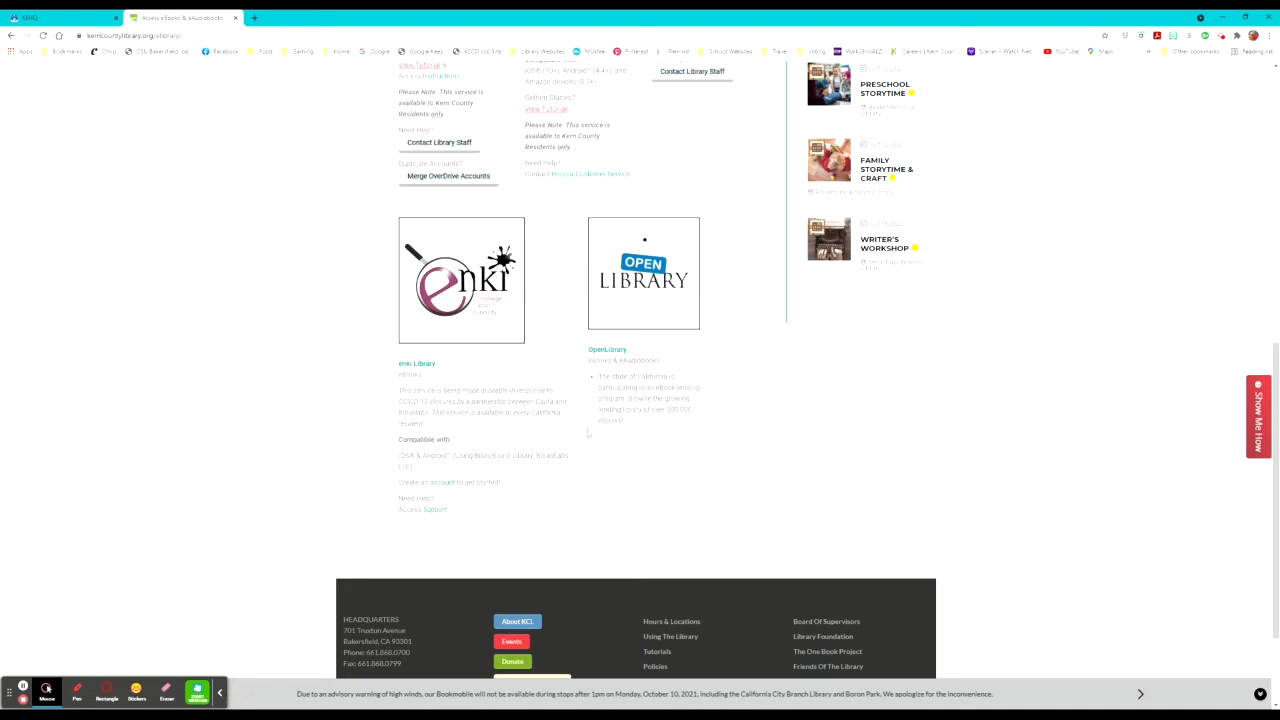 KEHQ
Access eBooks & eAudiobooks
kerncountylibrary.org/elibrary/
Apps
Bookmarks
Chirp
CSU Bakersfield Job
Facebook
Food
Gaming
Home
Google
Google Keep
KCCD Job Site
Library Websites
McAfee
Pinterest
School Websites
Travel
Voting
Careers | Kern Coun
YouTube
Maps
Other bookmarks
Reading list
View Tutorial &
Access Instructions
Please Note: This service is
available to Kern County
Residents only.
Need Help?
Contact Library Staff
Duplicate Accounts?
Merge OverDrive Accounts
iOS® (10+), Android™ (4.4+), and
Amazon devices (5.0+)
Getting Started?
View Tutorial
Please Note: This service is
available to Kern County
Residents only.
Need Help?
Contact Hoopla Customer Service
Contact Library Staff
PRESCHOOL
STORYTIME
FAMILY
STORYTIME &
CRAFT
WRITER'S
WORKSHOP
enki
indulge
your
curiosity
OPEN
LIBRARY
enki Library
eBooks
This service is being made available in response to
COVID-19 closures by a partnership between Califa and
Bibliolabs. This service is available to every California
resident.
Compatible with:
iOS® & Android™ (Using BiblioBoard Library, BiblioLabs
LLC)
Create an account to get started!
Need Help?
Access Support
OpenLibrary
eBooks & eAudiobooks
The state of California is
participating in an eBook lending
program. Browse the growing
lending library of over 200,000
eBooks!
Show Me How
HEADQUARTERS
701 Truxtun Avenue
Bakersfield, CA 93301
Phone: 661.868.0700
Fax: 661.868.0799
About KCL
Events
Donate
Hours & Locations
Using The Library
Tutorials
Policies
Board Of Supervisors
Library Foundation
The One Book Project
Friends Of The Library
Mouse
Pen
Rectangle
Stickers
Eraser
Due to an advisory warning of high winds, our Bookmobile will not be available during stops after 1pm on Monday, October 10, 2021, including the California City Branch Library and Boron Park. We apologize for the inconvenience.